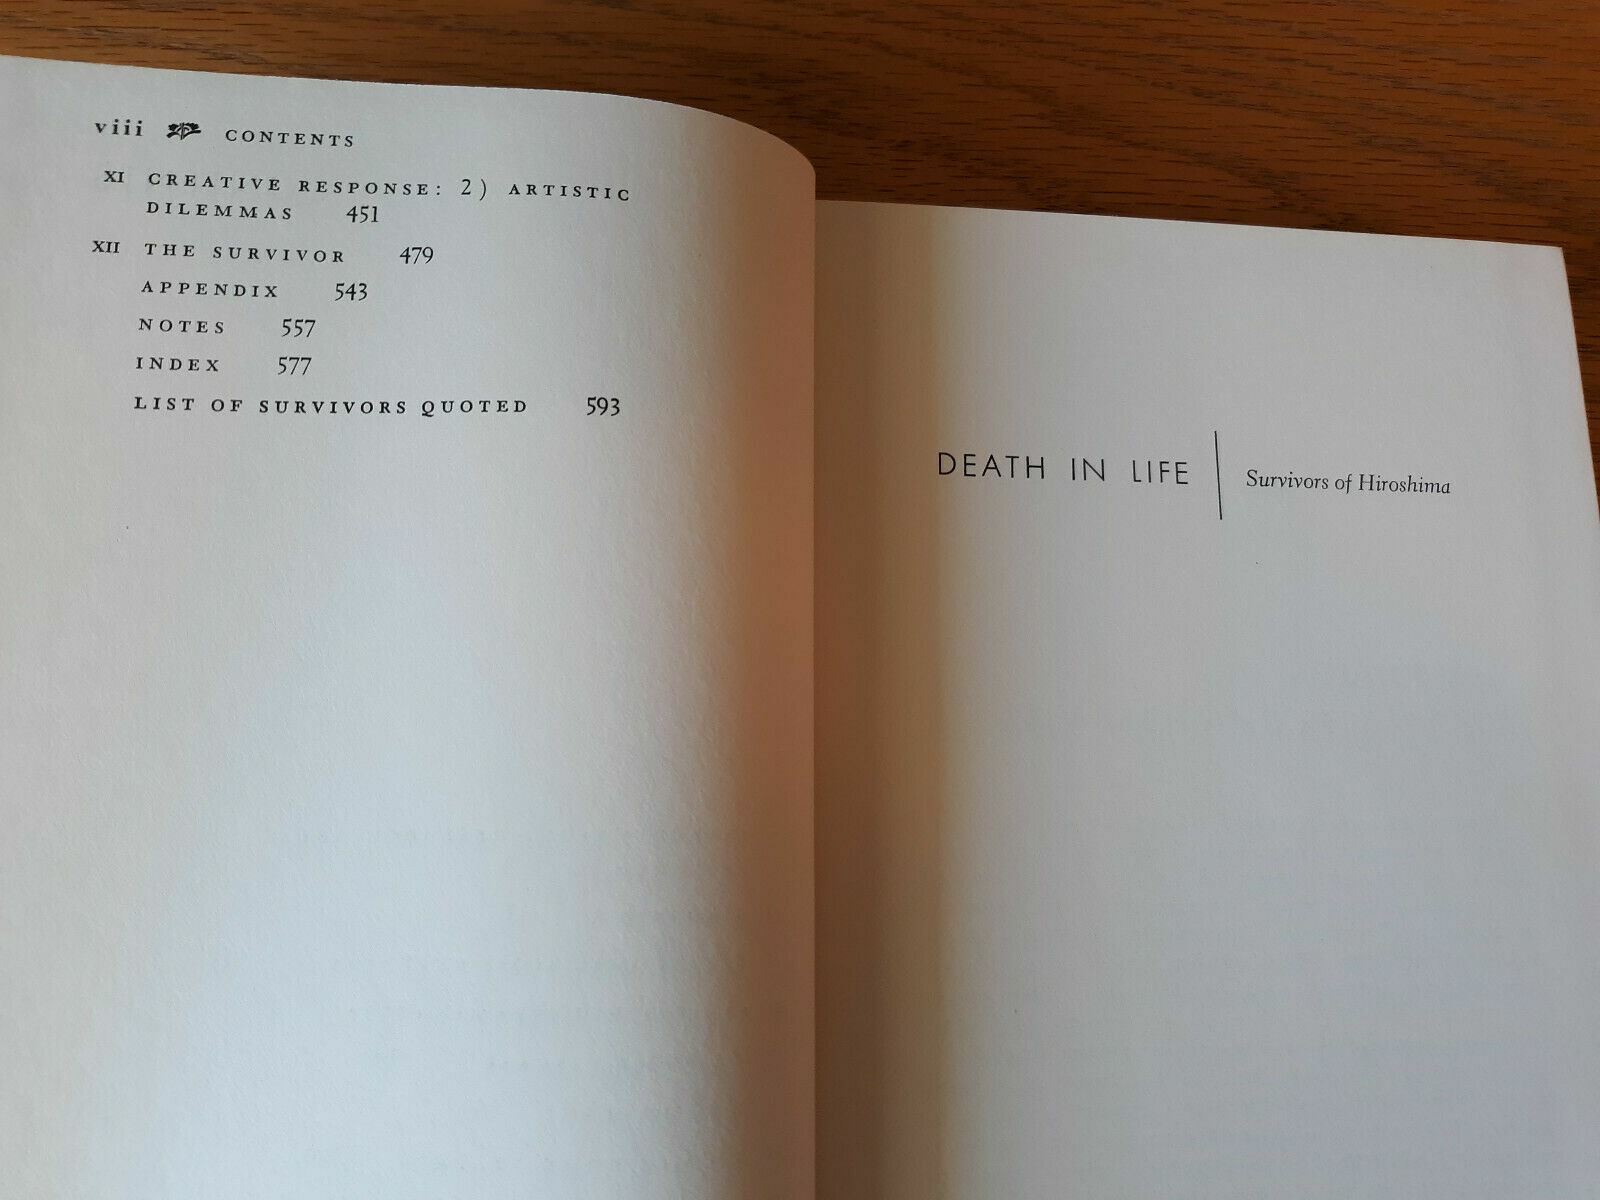 viii CONTENTS
XI CREATIVE RESPONSE: 2) ARTISTIC
DILEMMAS 451
XII THE SURVIVOR 479
APPENDIX 543
NOTES 557
INDEX 577
LIST OF SURVIVORS QUOTED 593
DEATH IN LIFE | Survivors of Hiroshima